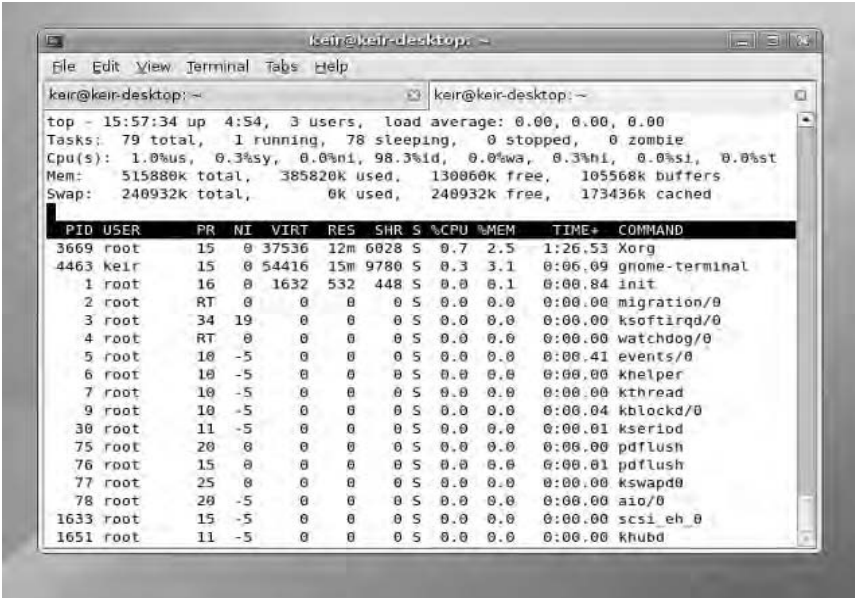 keir@keir-desktop: ~
File Edit View Terminal Tabs Help
keir@keir-desktop: ~ keir@keir-desktop: ~
top - 15:57:34 up 4:54, 3 users, load average: 0.00, 0.00, 0.00
Tasks: 79 total, 1 running, 78 sleeping, 0 stopped, 0 zombie
Cpu(s): 1.0%us, 0.3%sy, 0.0%ni, 98.3%id, 0.0%wa, 0.3%hi, 0.0%si, 0.0%st
Mem: 515880k total, 385820k used, 130060k free, 105568k buffers
Swap: 240932k total, 0k used, 240932k free, 173436k cached
PID USER PR NI VIRT RES SHR S %CPU %MEM TIME+ COMMAND
3669 root 15 0 37536 12m 6028 S 0.7 2.5 1:26.53 Xorg
4463 keir 15 0 54416 15m 9780 S 0.3 3.1 0:06.09 gnome-terminal
1 root 16 0 1632 532 448 S 0.0 0.1 0:00.84 init
2 root RT 0 0 0 0 S 0.0 0.0 0:00.00 migration/0
3 root 34 19 0 0 0 S 0.0 0.0 0:00.00 ksoftirqd/0
4 root RT 0 0 0 0 S 0.0 0.0 0:00.00 watchdog/0
5 root 10 -5 0 0 0 S 0.0 0.0 0:00.41 events/0
6 root 10 -5 0 0 0 S 0.0 0.0 0:00.00 khelper
7 root 10 -5 0 0 0 S 0.0 0.0 0:00.00 kthread
9 root 10 -5 0 0 0 S 0.0 0.0 0:00.04 kblockd/0
30 root 11 -5 0 0 0 S 0.0 0.0 0:00.01 kseriod
75 root 20 0 0 0 0 S 0.0 0.0 0:00.00 pdflush
76 root 15 0 0 0 0 S 0.0 0.0 0:00.01 pdflush
77 root 25 0 0 0 0 S 0.0 0.0 0:00.00 kswapd0
78 root 20 -5 0 0 0 S 0.0 0.0 0:00.00 aio/0
1633 root 15 -5 0 0 0 S 0.0 0.0 0:00.00 scsi_eh_0
1651 root 11 -5 0 0 0 S 0.0 0.0 0:00.00 khubd